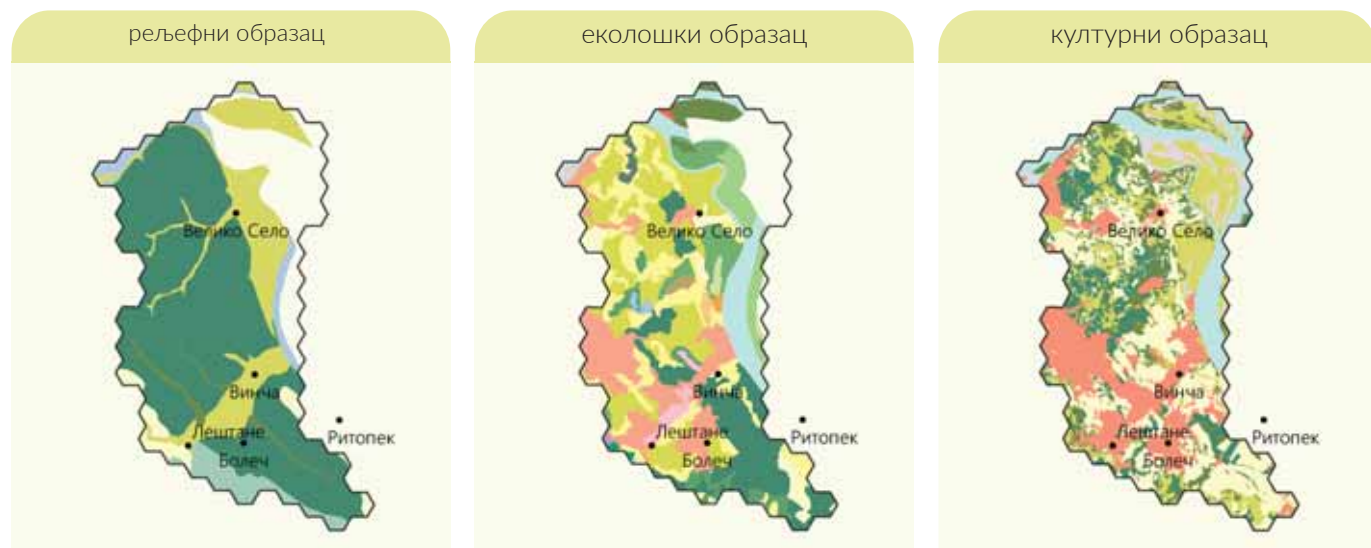 рељефни образац
еколошки образац
културни образац
Велико Село
Винча
Лештане
Ритопек
Болеч
Велико Село
Винча
Лештане
Ритопек
Болеч
Велико Село
Винча
Лештане
Ритопек
Болеч